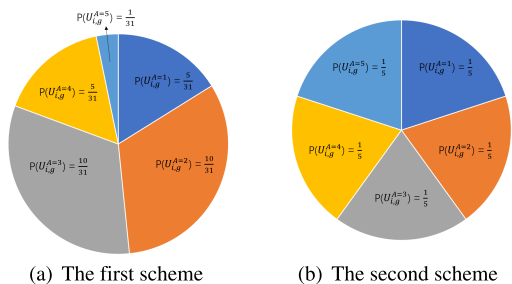 P(U_{i,g}^{A=5}) = 1/31
P(U_{i,g}^{A=1}) = 5/31
P(U_{i,g}^{A=4}) = 5/31
P(U_{i,g}^{A=3}) = 10/31
P(U_{i,g}^{A=2}) = 10/31
(a) The first scheme
P(U_{i,g}^{A=5}) = 1/5
P(U_{i,g}^{A=1}) = 1/5
P(U_{i,g}^{A=4}) = 1/5
P(U_{i,g}^{A=2}) = 1/5
P(U_{i,g}^{A=3}) = 1/5
(b) The second scheme